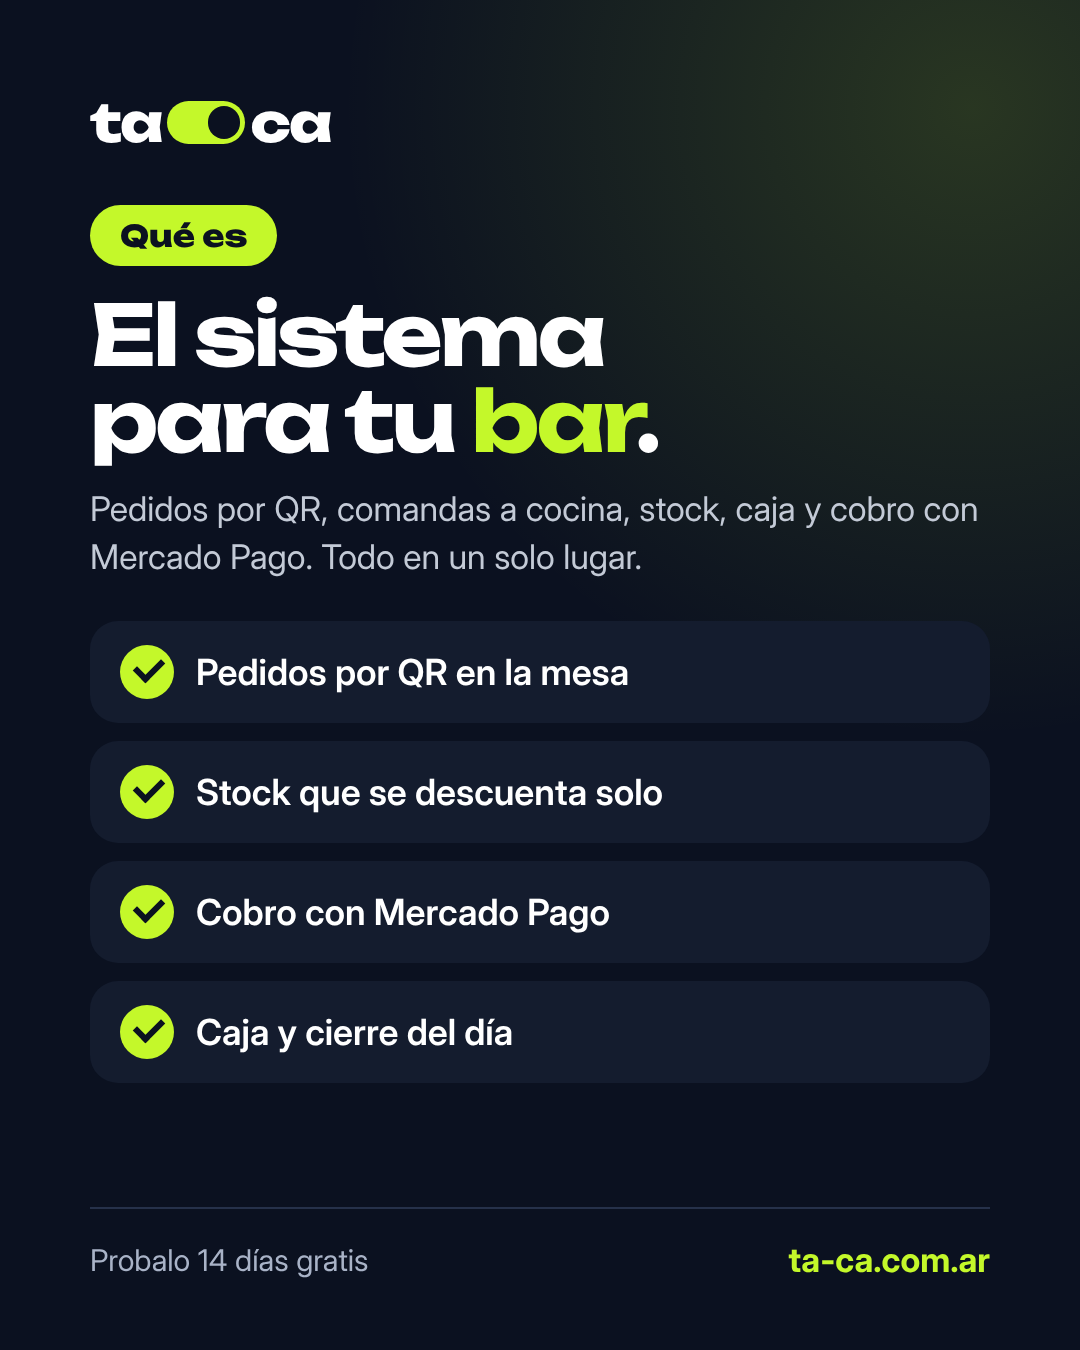 ta ca
Qué es
El sistema
para tu bar.
Pedidos por QR, comandas a cocina, stock, caja y cobro con
Mercado Pago. Todo en un solo lugar.
Pedidos por QR en la mesa
Stock que se descuenta solo
Cobro con Mercado Pago
Caja y cierre del día
Probalo 14 días gratis
ta-ca.com.ar